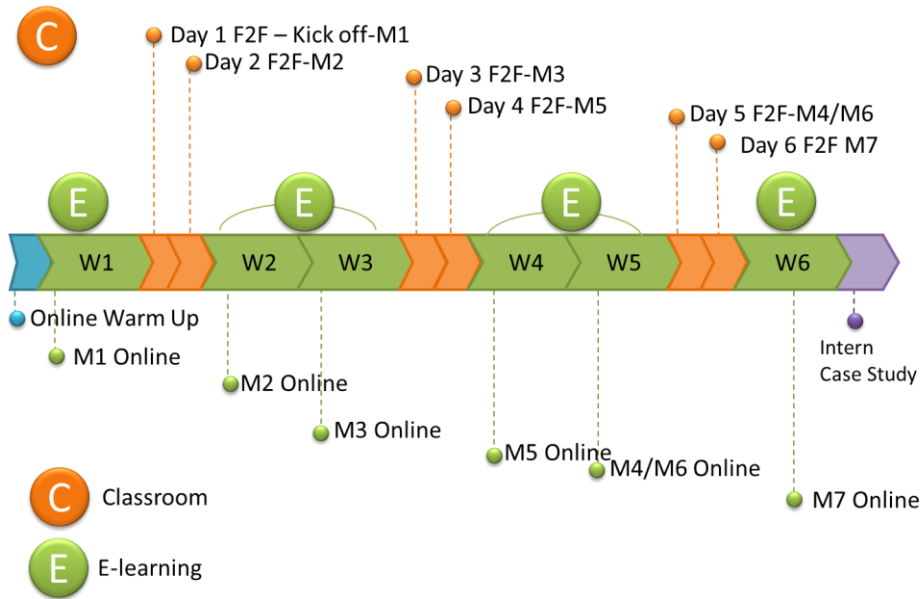 C
Day 1 F2F – Kick off-M1
Day 2 F2F-M2
Day 3 F2F-M3
Day 4 F2F-M5
Day 5 F2F-M4/M6
Day 6 F2F M7
E
E
E
E
W1
W2
W3
W4
W5
W6
Online Warm Up
M1 Online
M2 Online
M3 Online
M5 Online
M4/M6 Online
M7 Online
Intern
Case Study
C
Classroom
E
E-learning